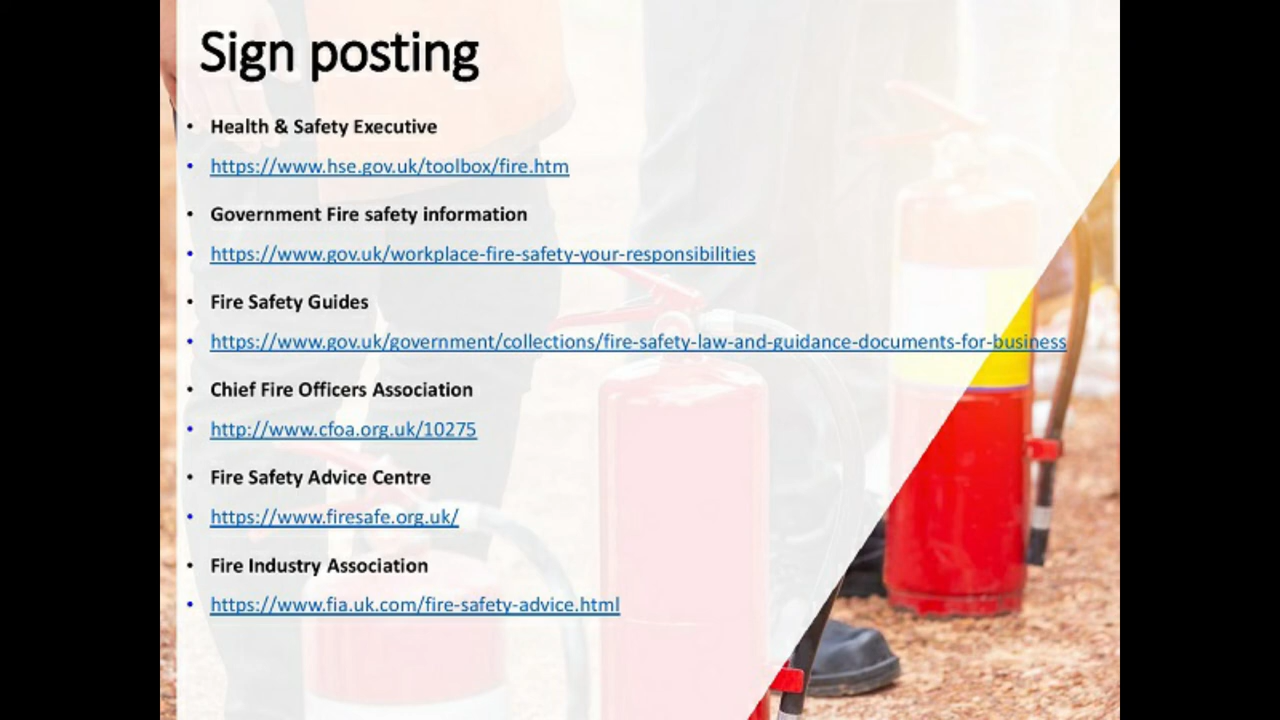 Sign posting
• Health & Safety Executive
• https://www.hse.gov.uk/toolbox/fire.htm
• Government Fire safety information
• https://www.gov.uk/workplace-fire-safety-your-responsibilities
• Fire Safety Guides
• https://www.gov.uk/government/collections/fire-safety-law-and-guidance-documents-for-business
• Chief Fire Officers Association
• http://www.cfoa.org.uk/10275
• Fire Safety Advice Centre
• https://www.firesafe.org.uk/
• Fire Industry Association
• https://www.fia.uk.com/fire-safety-advice.html